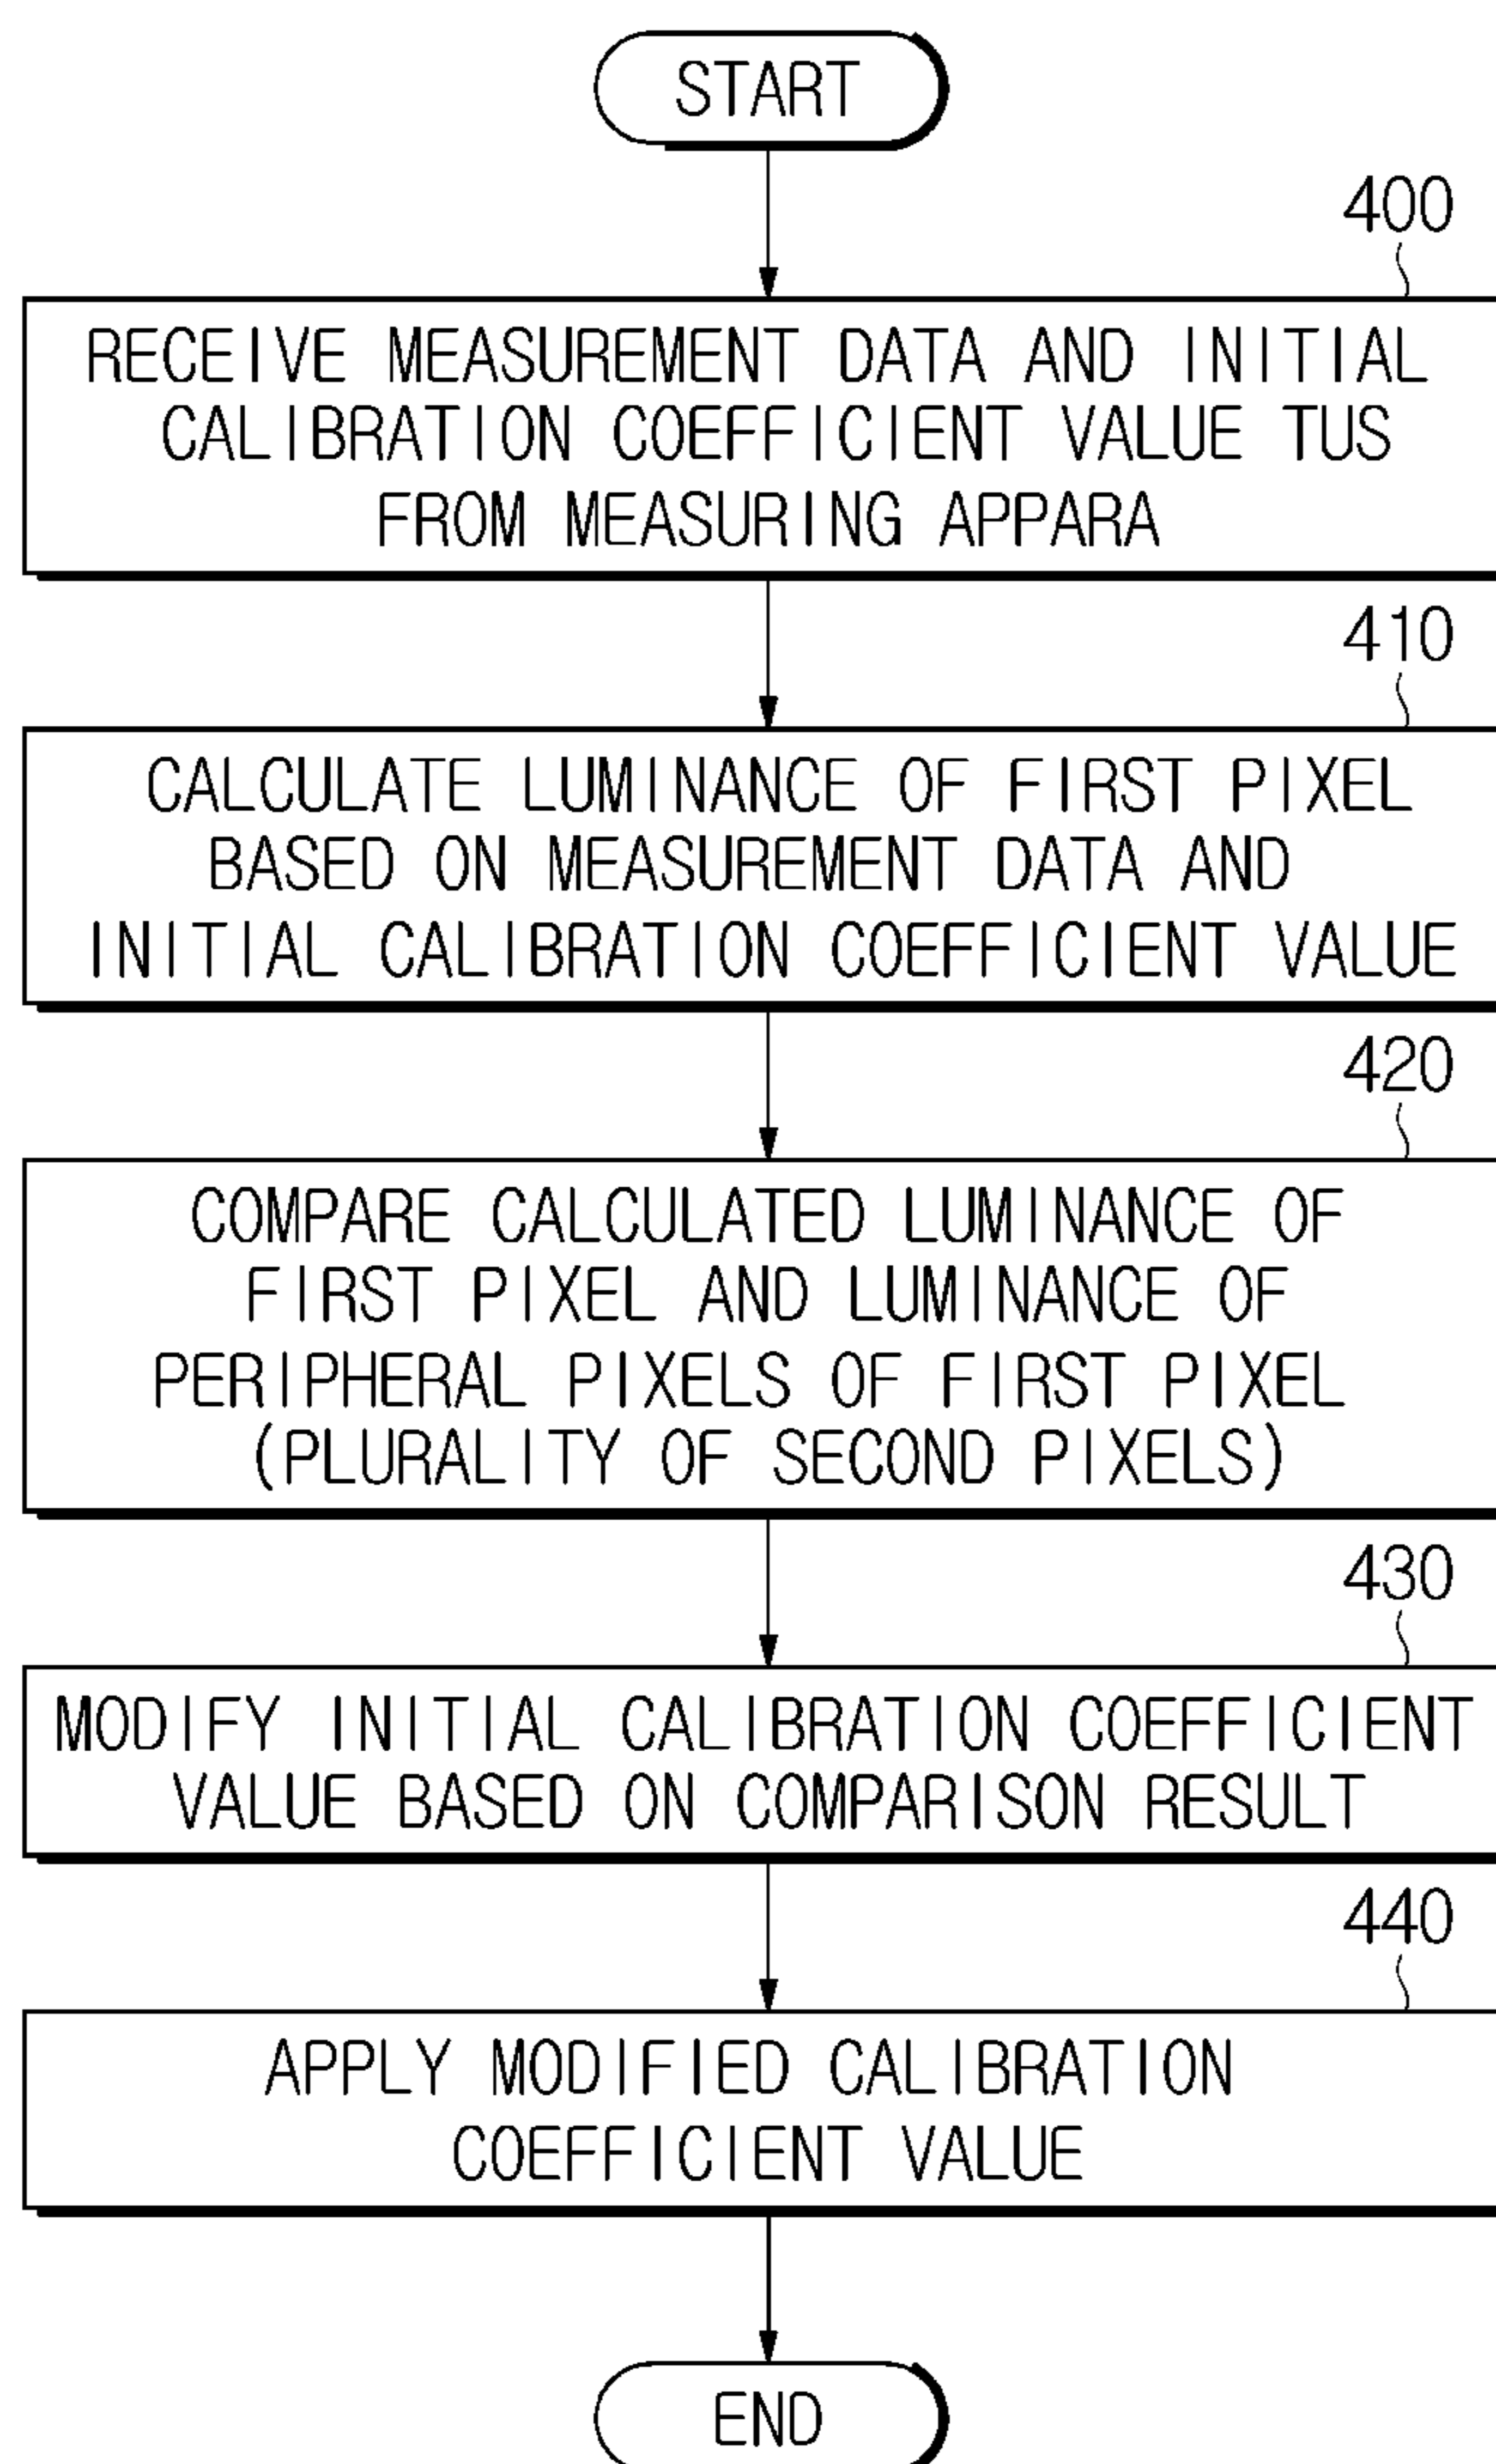 START
400
RECEIVE MEASUREMENT DATA AND INITIAL
CALIBRATION COEFFICIENT VALUE TUS
FROM MEASURING APPARA
410
CALCULATE LUMINANCE OF FIRST PIXEL
BASED ON MEASUREMENT DATA AND
INITIAL CALIBRATION COEFFICIENT VALUE
420
COMPARE CALCULATED LUMINANCE OF
FIRST PIXEL AND LUMINANCE OF
PERIPHERAL PIXELS OF FIRST PIXEL
(PLURALITY OF SECOND PIXELS)
430
MODIFY INITIAL CALIBRATION COEFFICIENT
VALUE BASED ON COMPARISON RESULT
440
APPLY MODIFIED CALIBRATION
COEFFICIENT VALUE
END